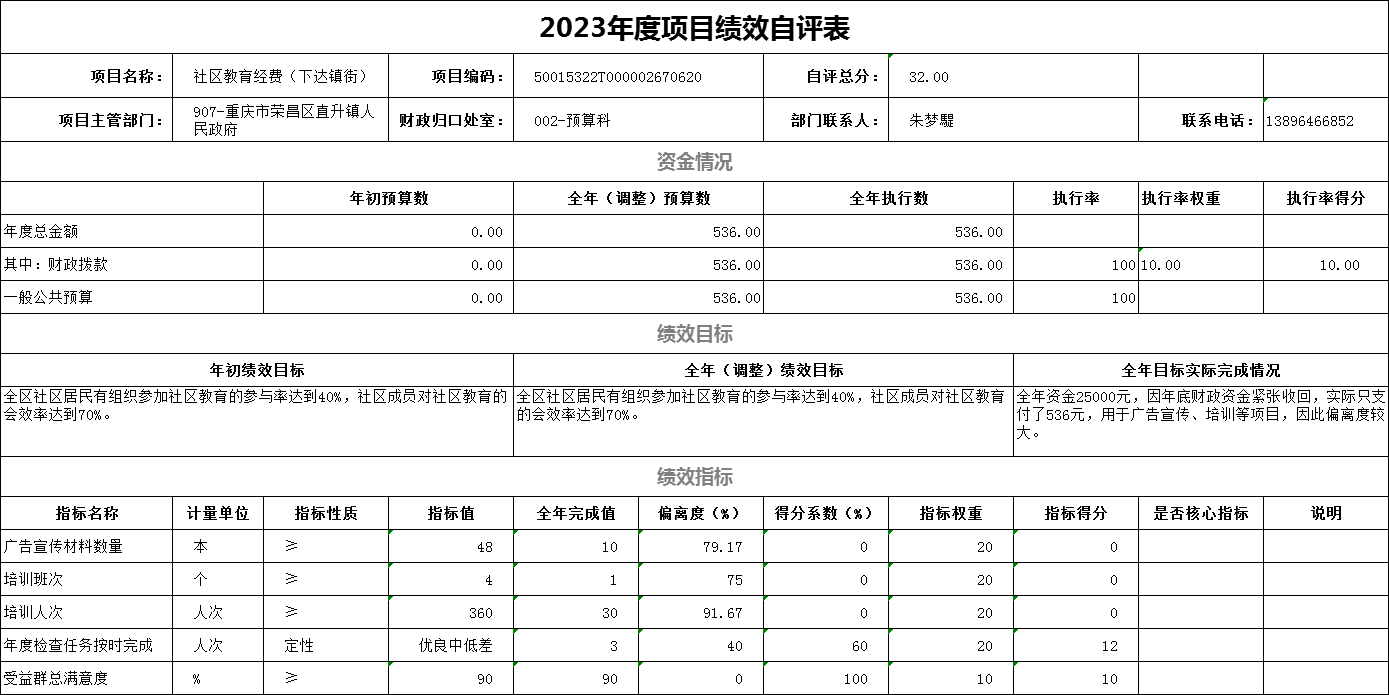 2023年度项目绩效自评表
项目名称： 社区教育经费（下达镇街） 项目编码： 50015322T000002670620 自评总分： 32.00
项目主管部门： 907-重庆市荣昌区直升镇人民政府 财政归口处室： 002-预算科 部门联系人： 朱梦騠 联系电话： 13896466852
资金情况
年初预算数 全年（调整）预算数 全年执行数 执行率 执行率权重 执行率得分
年度总金额 0.00 536.00 536.00
其中：财政拨款 0.00 536.00 536.00 100 10.00 10.00
一般公共预算 0.00 536.00 536.00 100
绩效目标
年初绩效目标 全年（调整）绩效目标 全年目标实际完成情况
全区社区居民有组织参加社区教育的参与率达到40%，社区成员对社区教育的
会效率达到70%。
全区社区居民有组织参加社区教育的参与率达到40%，社区成员对社区教育
的会效率达到70%。
全年资金25000元，因年底财政资金紧张收回，实际只支
付了536元，用于广告宣传、培训等项目，因此偏离度较
大。
绩效指标
指标名称 计量单位 指标性质 指标值 全年完成值 偏离度（%） 得分系数（%） 指标权重 指标得分 是否核心指标 说明
广告宣传材料数量 本 ≥ 48 10 79.17 0 20 0
培训班次 个 ≥ 4 1 75 0 20 0
培训人次 人次 ≥ 360 30 91.67 0 20 0
年度检查任务按时完成 人次 定性 优良中低差 3 40 60 20 12
受益群总满意度 % ≥ 90 90 0 100 10 10